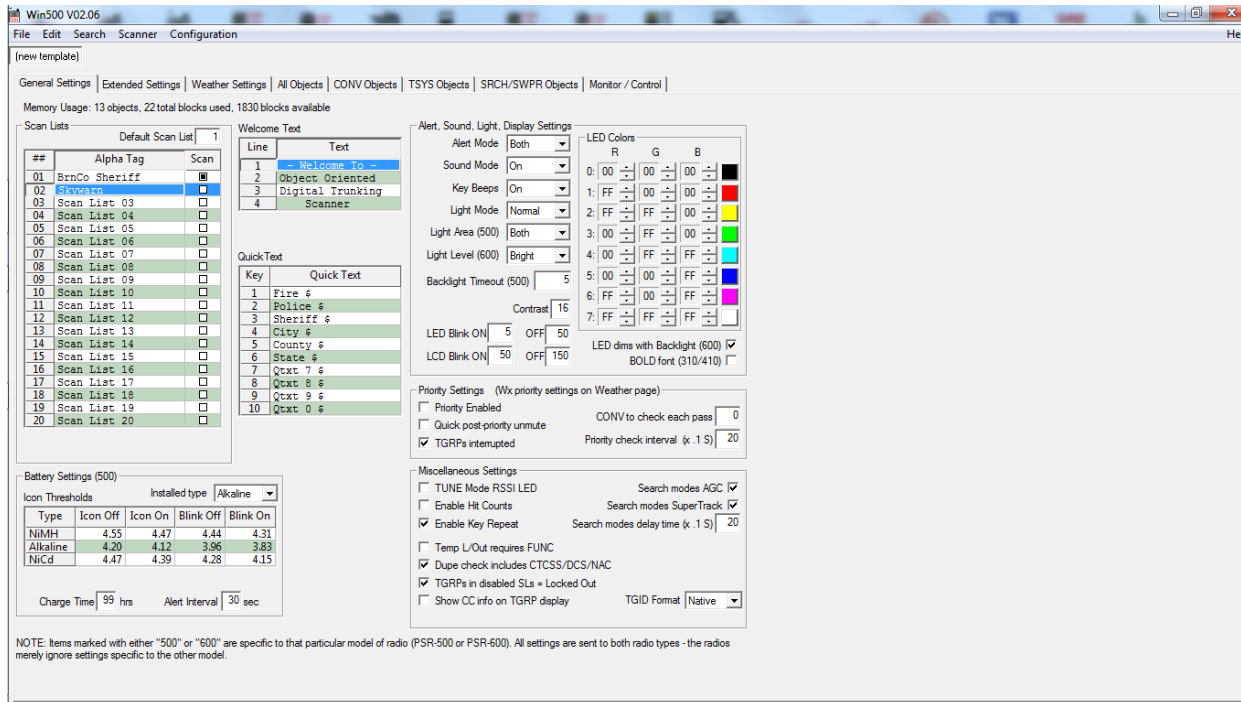 Win500 V02.06
File Edit Search Scanner Configuration He
(new template)
General Settings Extended Settings Weather Settings All Objects CONV Objects TSYS Objects SRCH/SWPR Objects Monitor / Control
Memory Usage: 13 objects, 22 total blocks used, 1830 blocks available
Scan Lists
Default Scan List 1
## Alpha Tag Scan
01 BrnCo Sheriff
02 Skywarn
03 Scan List 03
04 Scan List 04
05 Scan List 05
06 Scan List 06
07 Scan List 07
08 Scan List 08
09 Scan List 09
10 Scan List 10
11 Scan List 11
12 Scan List 12
13 Scan List 13
14 Scan List 14
15 Scan List 15
16 Scan List 16
17 Scan List 17
18 Scan List 18
19 Scan List 19
20 Scan List 20
Welcome Text
Line Text
1 - Welcome To -
2 Object Oriented
3 Digital Trunking
4 Scanner
QuickText
Key Quick Text
1 Fire $
2 Police $
3 Sheriff $
4 City $
5 County $
6 State $
7 Qtxt 7 $
8 Qtxt 8 $
9 Qtxt 9 $
10 Qtxt 0 $
Alert, Sound, Light, Display Settings
Alert Mode Both
Sound Mode On
Key Beeps On
Light Mode Normal
Light Area (500) Both
Light Level (600) Bright
Backlight Timeout (500) 5
Contrast 16
LED Blink ON 5 OFF 50
LCD Blink ON 50 OFF 150
LED Colors
R G B
0: 00 00 00
1: FF 00 00
2: FF FF 00
3: 00 FF 00
4: 00 FF FF
5: 00 00 FF
6: FF 00 FF
7: FF FF FF
LED dims with Backlight (600)
BOLD font (310/410)
Priority Settings (Wx priority settings on Weather page)
Priority Enabled
Quick post-priority unmute
TGRPs interrupted
CONV to check each pass 0
Priority check interval (x .1 S) 20
Battery Settings (500)
Icon Thresholds Installed type Alkaline
Type Icon Off Icon On Blink Off Blink On
NiMH 4.55 4.47 4.44 4.31
Alkaline 4.20 4.12 3.96 3.83
NiCd 4.47 4.39 4.28 4.15
Charge Time 99 hrs Alert Interval 30 sec
Miscellaneous Settings
TUNE Mode RSSI LED Search modes AGC
Enable Hit Counts Search modes SuperTrack
Enable Key Repeat Search modes delay time (x .1 S) 20
Temp L/Out requires FUNC
Dupe check includes CTCSS/DCS/NAC
TGRPs in disabled SLs = Locked Out
Show CC info on TGRP display TGID Format Native
NOTE: Items marked with either "500" or "600" are specific to that particular model of radio (PSR-500 or PSR-600). All settings are sent to both radio types - the radios
merely ignore settings specific to the other model.